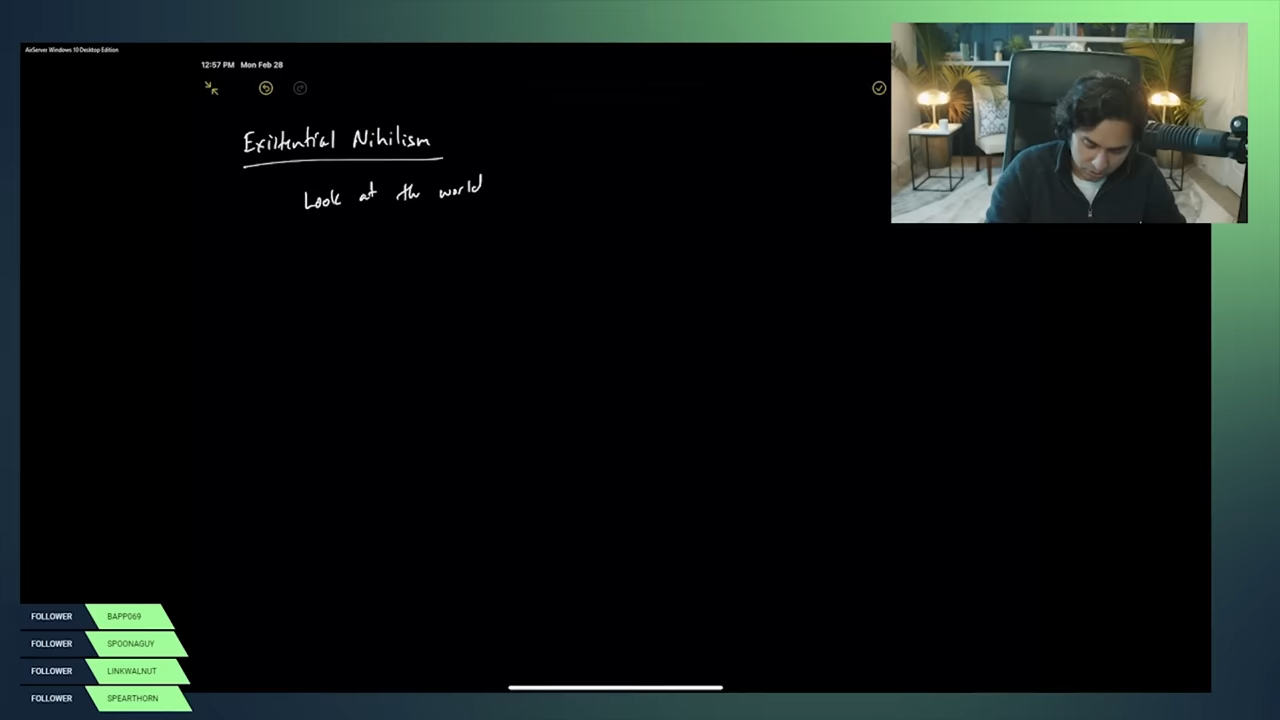 AirServer Windows 10 Desktop Edition
12:57 PM Mon Feb 28
Existential Nihilism
Look at the world
FOLLOWER BAPP069
FOLLOWER SPOONAGUY
FOLLOWER LINKWALNUT
FOLLOWER SPEARTHORN